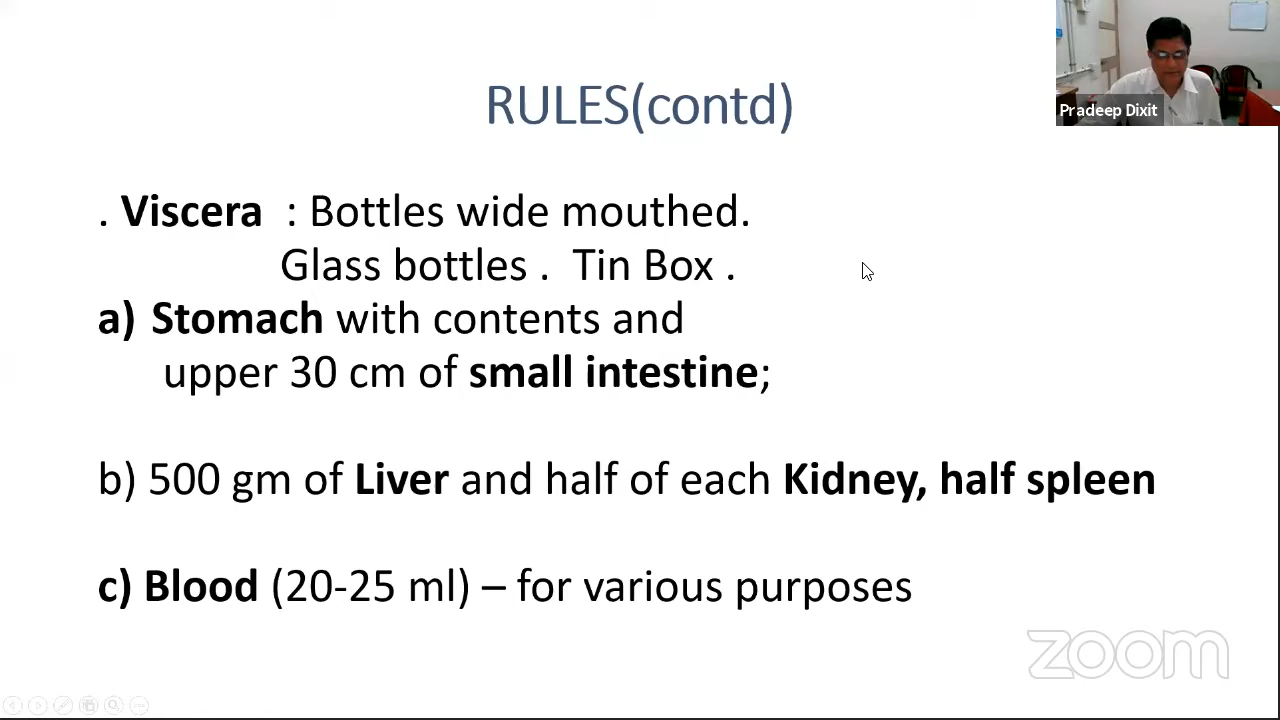 RULES(contd)
Pradeep Dixit
. Viscera : Bottles wide mouthed.
Glass bottles . Tin Box .
a) Stomach with contents and
upper 30 cm of small intestine;
b) 500 gm of Liver and half of each Kidney, half spleen
c) Blood (20-25 ml) – for various purposes
zoom